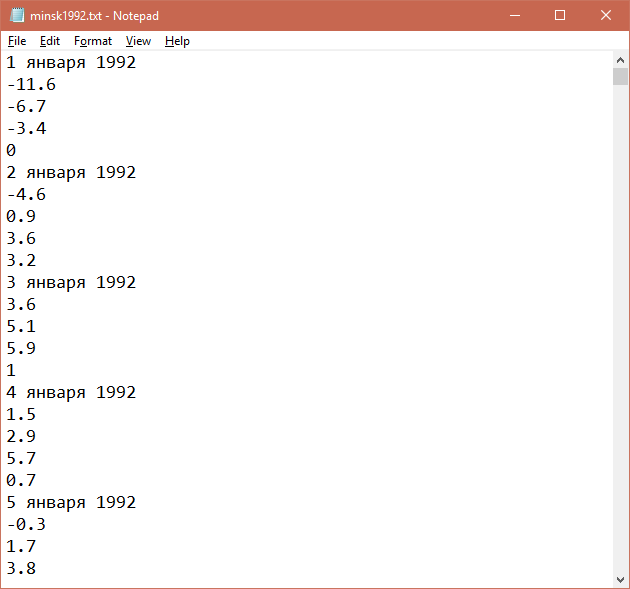 minsk1992.txt - Notepad
File Edit Format View Help
1 января 1992
-11.6
-6.7
-3.4
0
2 января 1992
-4.6
0.9
3.6
3.2
3 января 1992
3.6
5.1
5.9
1
4 января 1992
1.5
2.9
5.7
0.7
5 января 1992
-0.3
1.7
3.8